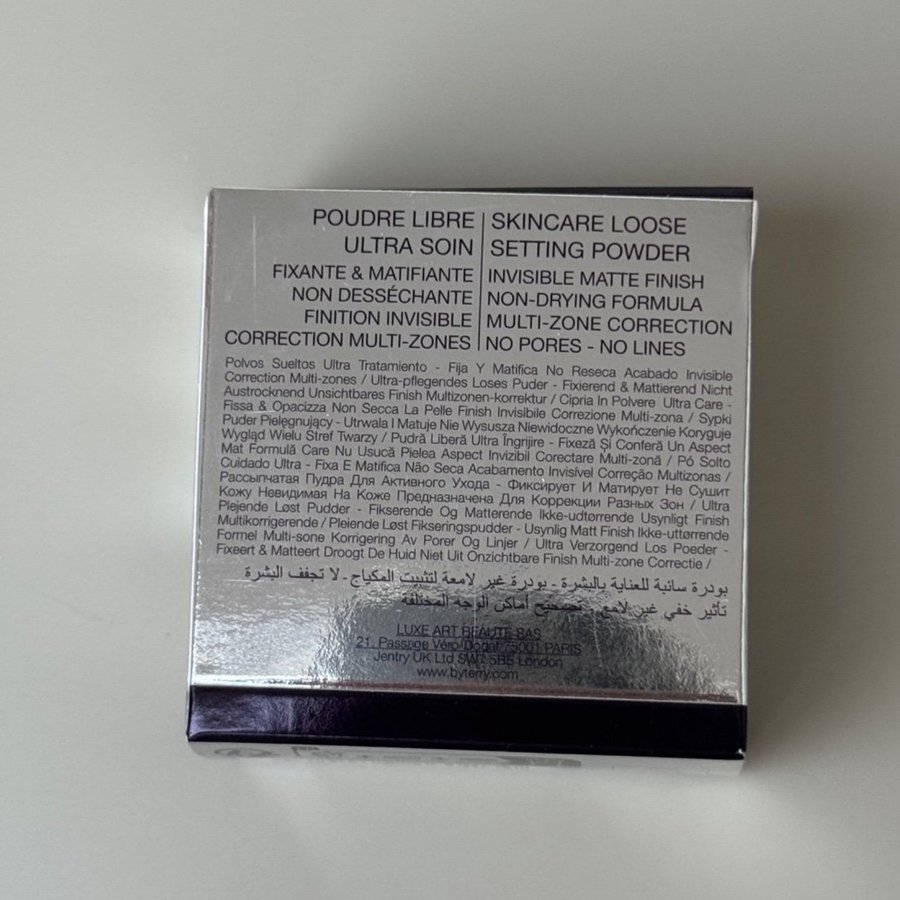 POUDRE LIBRE
ULTRA SOIN
FIXANTE & MATIFIANTE
NON DESSÉCHANTE
FINITION INVISIBLE
CORRECTION MULTI-ZONES
SKINCARE LOOSE
SETTING POWDER
INVISIBLE MATTE FINISH
NON-DRYING FORMULA
MULTI-ZONE CORRECTION
NO PORES - NO LINES
Polvos Sueltos Ultra Tratamiento - Fija Y Matifica No Reseca Acabado Invisible
Correction Multi-zones / Ultra-pflegendes Loses Puder - Fixierend & Mattierend Nicht
Austrocknend Unsichtbares Finish Multizonen-korrektur / Cipria In Polvere Ultra Care -
Fissa & Opacizza Non Secca La Pelle Finish Invisibile Correzione Multi-zona / Sypki
Puder Pielęgnujący - Utrwala I Matuje Nie Wysusza Niewidoczne Wykończenie Koryguje
Wygląd Wielu Stref Twarzy / Pudră Liberă Ultra Îngrijire - Fixeză Și Conferă Un Aspect
Mat Formulă Care Nu Usucă Pielea Aspect Invizibil Corectare Multi-zonă / Pó Solto
Cuidado Ultra - Fixa E Matifica Não Seca Acabamento Invisível Correção Multizonas /
Рассыпчатая Пудра Для Активного Ухода - Фиксирует И Матирует Не Сушит
Кожу Невидимая На Коже Предназначена Для Коррекции Разных Зон / Ultra
Plejende Løst Pudder - Fikserende Og Matterende Ikke-udtørrende Usynligt Finish
Multikorrigerende / Pleiende Løst Fikseringspudder - Usynlig Matt Finish Ikke-uttørrende
Formel Multi-sone Korrigering Av Porer Og Linjer / Ultra Verzorgend Los Poeder -
Fixeert & Matteert Droogt De Huid Niet Uit Onzichtbare Finish Multi-zone Correctie /
بودرة سائبة للعناية بالبشرة - بودرة غير لامعة لتثبيت المكياج - لا تجفف البشرة
تأثير خفي غير لامع - تصحيح أماكن الوجه المختلفة
LUXE ART BEAUTE SAS
21, Passage Véro-Dodat 75001 PARIS
Jentry UK Ltd SW7 5BE London
www.byterry.com